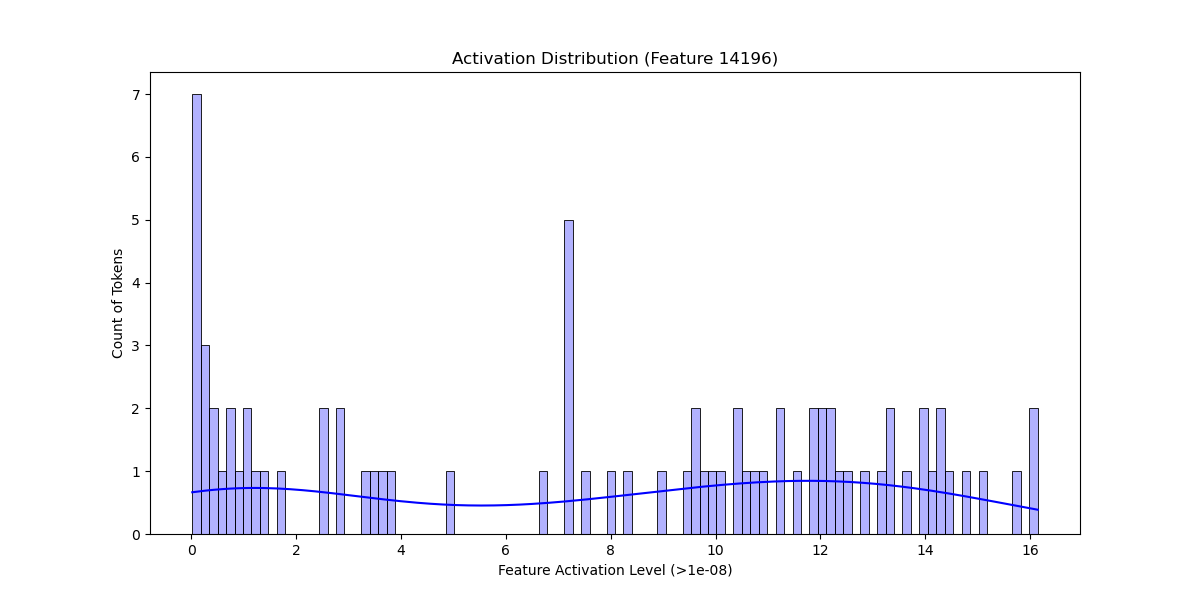 Activation Distribution (Feature 14196)
Count of Tokens
7
6
5
4
3
2
1
0
0 2 4 6 8 10 12 14 16
Feature Activation Level (>1e-08)